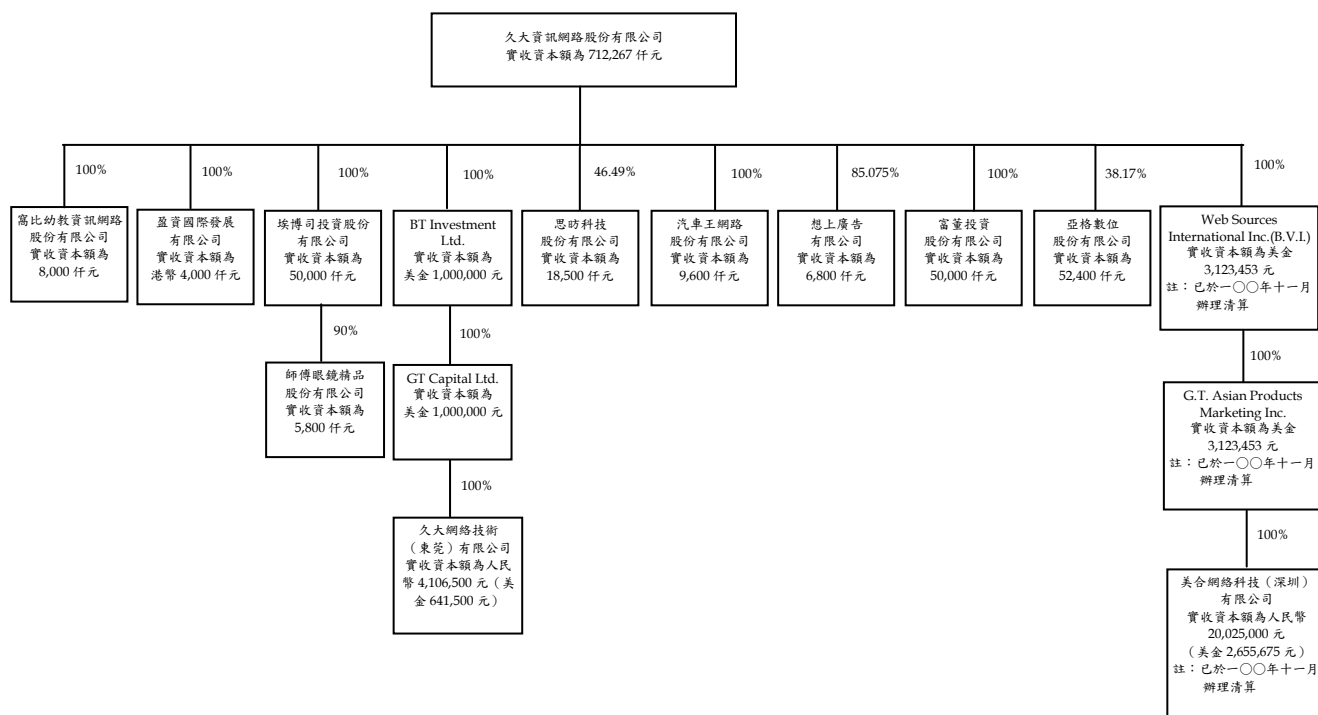 久大資訊網路股份有限公司
實收資本額為 712,267 仟元
100%
100%
100%
100%
46.49%
100%
85.075%
100%
38.17%
100%
窩比幼教資訊網路
股份有限公司
實收資本額為
8,000 仟元
盈資國際發展
有限公司
實收資本額為
港幣 4,000 仟元
埃博司投資股份
有限公司
實收資本額為
50,000 仟元
BT Investment
Ltd.
實收資本額為
美金 1,000,000 元
思昉科技
股份有限公司
實收資本額為
18,500 仟元
汽車王網路
股份有限公司
實收資本額為
9,600 仟元
想上廣告
有限公司
實收資本額為
6,800 仟元
富董投資
股份有限公司
實收資本額為
50,000 仟元
亞格數位
股份有限公司
實收資本額為
52,400 仟元
Web Sources
International Inc.(B.V.I.)
實收資本額為美金
3,123,453 元
註：已於一○○年十一月
辦理清算
90%
100%
100%
師傅眼鏡精品
股份有限公司
實收資本額為
5,800 仟元
GT Capital Ltd.
實收資本額為
美金 1,000,000 元
G.T. Asian Products
Marketing Inc.
實收資本額為美金
3,123,453 元
註：已於一○○年十一月
辦理清算
100%
100%
久大網絡技術
（東莞）有限公司
實收資本額為人民
幣 4,106,500 元（美
金 641,500 元）
美合網絡科技（深圳）
有限公司
實收資本額為人民幣
20,025,000 元
（美金 2,655,675 元）
註：已於一○○年十一月
辦理清算